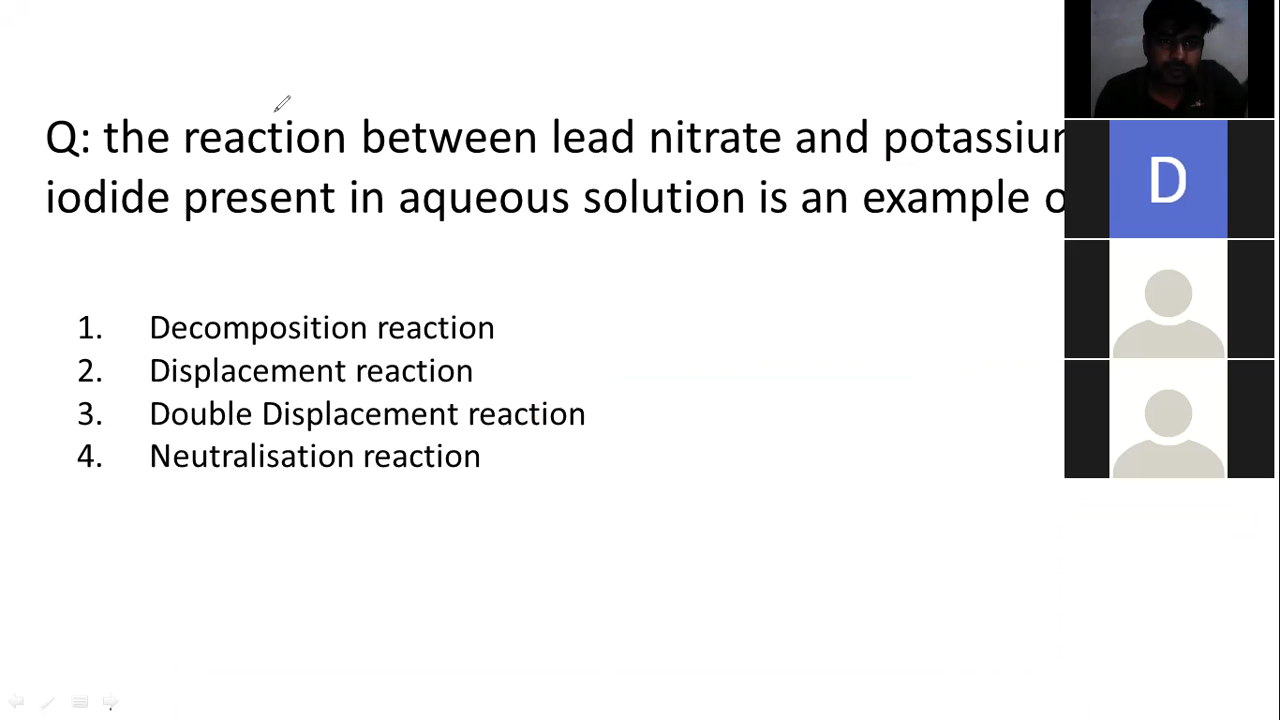 Q: the reaction between lead nitrate and
iodide present in aqueous solution is an example
1. Decomposition reaction
2. Displacement reaction
3. Double Displacement reaction
4. Neutralisation reaction
D